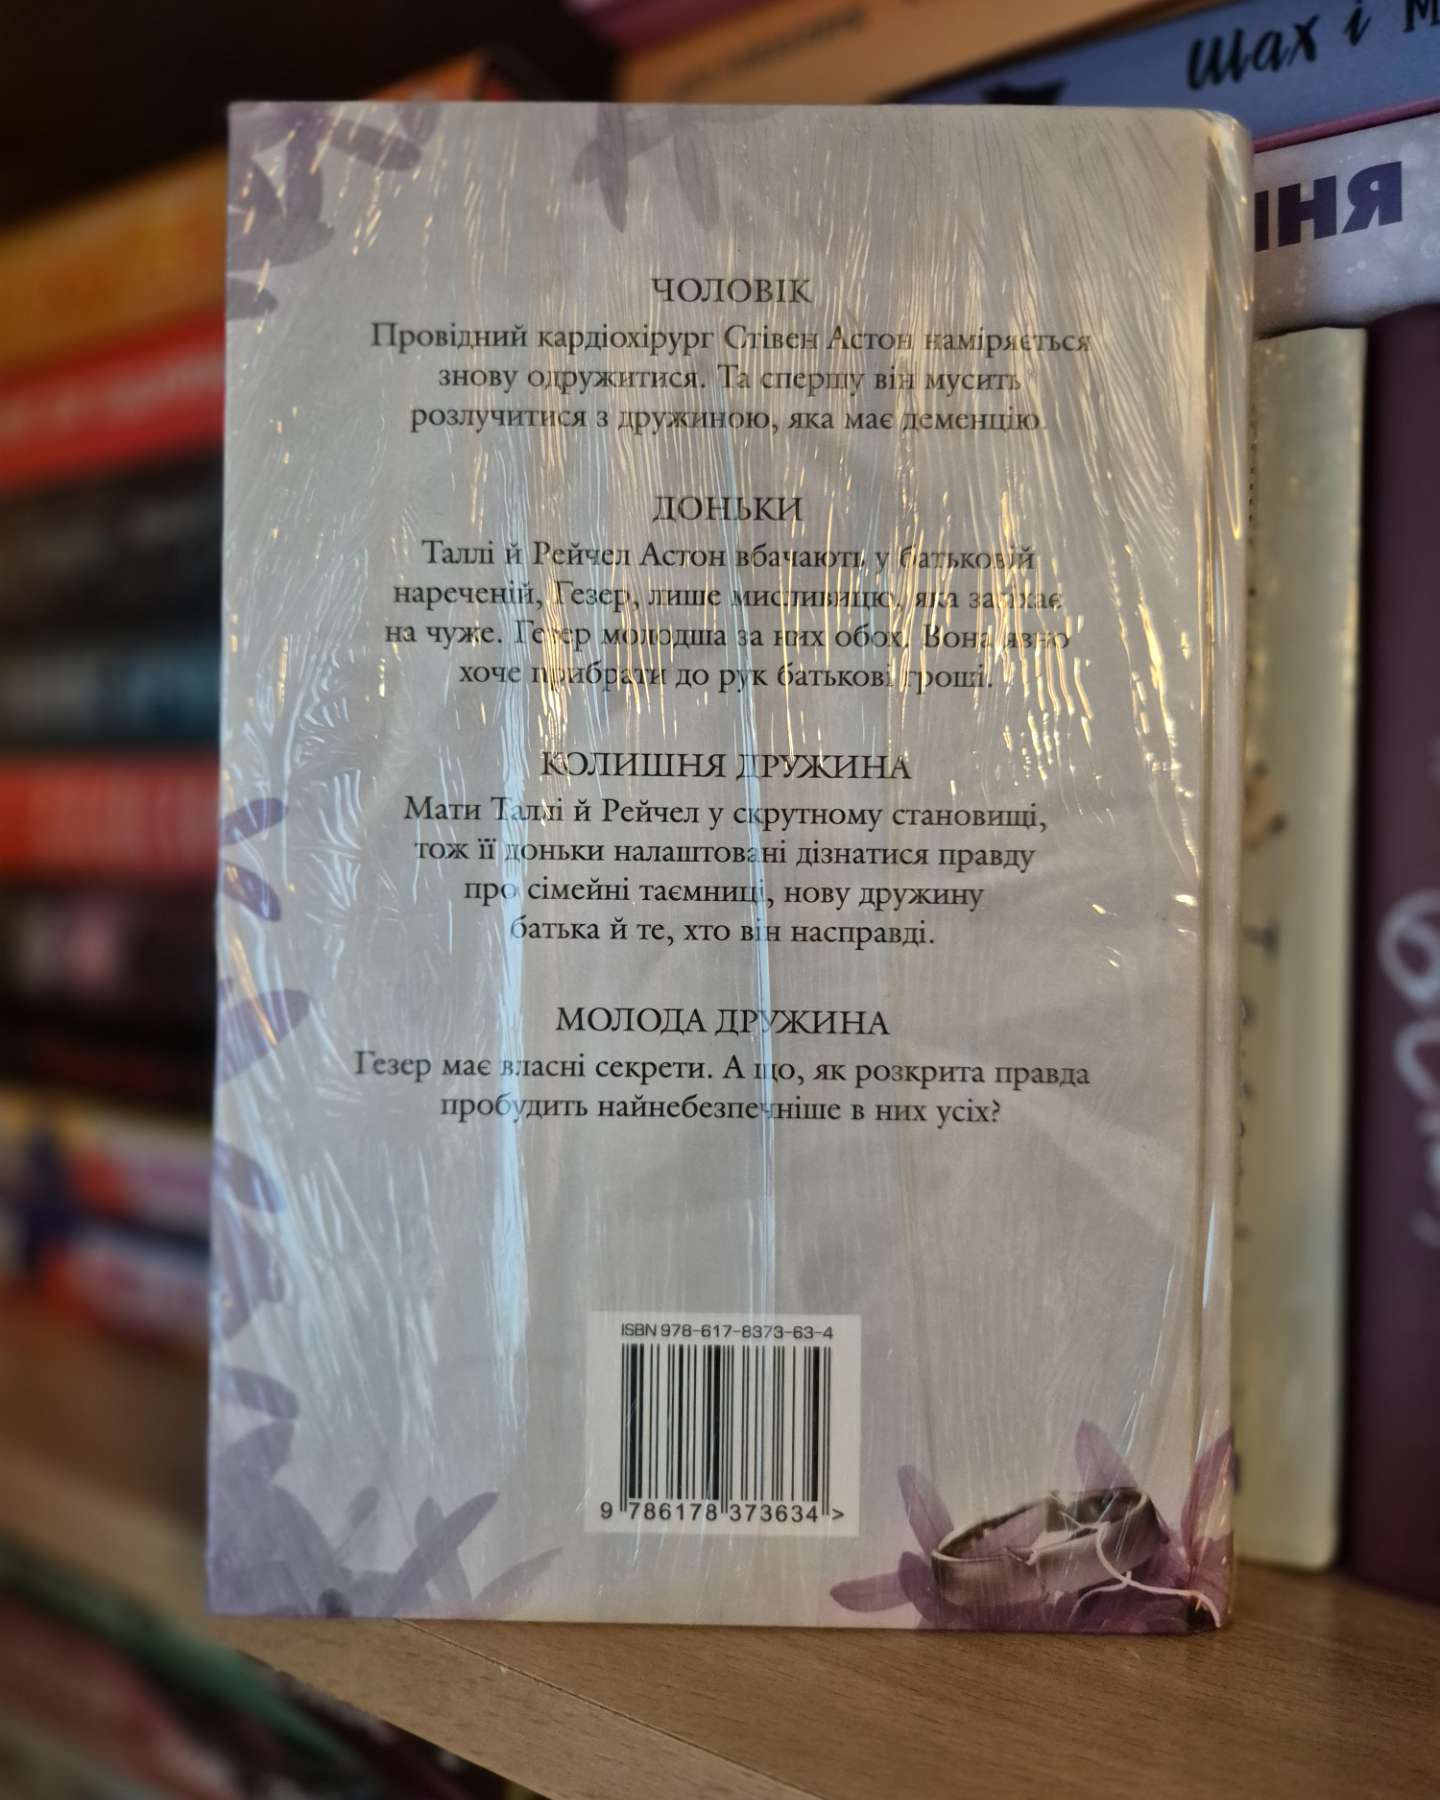 Шах і
ння
ЧОЛОВІК
Провідний кардіохірург Стівен Астон наміряється
знову одружитися. Та спершу він мусить
розлучитися з дружиною, яка має деменцію.
ДОНЬКИ
Таллі й Рейчел Астон вбачають у батьковій
нареченій, Гезер, лише мисливицю, яка зазіхає
на чуже. Гезер молодша за них обох. Вона явно
хоче прибрати до рук батькові гроші.
КОЛИШНЯ ДРУЖИНА
Мати Таллі й Рейчел у скрутному становищі,
тож її доньки налаштовані дізнатися правду
про сімейні таємниці, нову дружину
батька й те, хто він насправді.
МОЛОДА ДРУЖИНА
Гезер має власні секрети. А що, як розкрита правда
пробудить найнебезпечніше в них усіх?
ISBN 978-617-8373-63-4
9 786178 373634 >